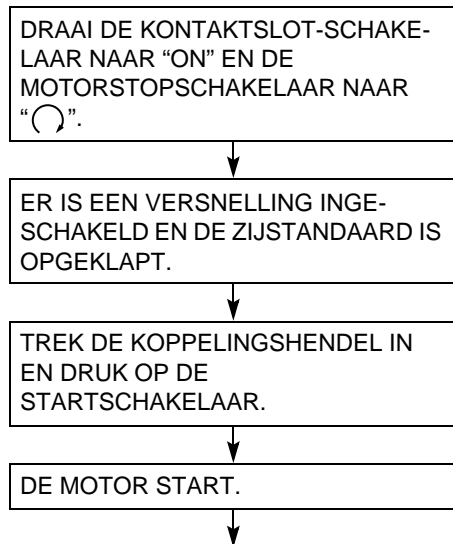 DRAAI DE KONTAKTSLOT-SCHAKE-
LAAR NAAR “ON” EN DE
MOTORSTOPSCHAKELAAR NAAR
“ ”.
ER IS EEN VERSNELLING INGE-
SCHAKELD EN DE ZIJSTANDAARD IS
OPGEKLAPT.
TREK DE KOPPELINGSHENDEL IN
EN DRUK OP DE
STARTSCHAKELAAR.
DE MOTOR START.